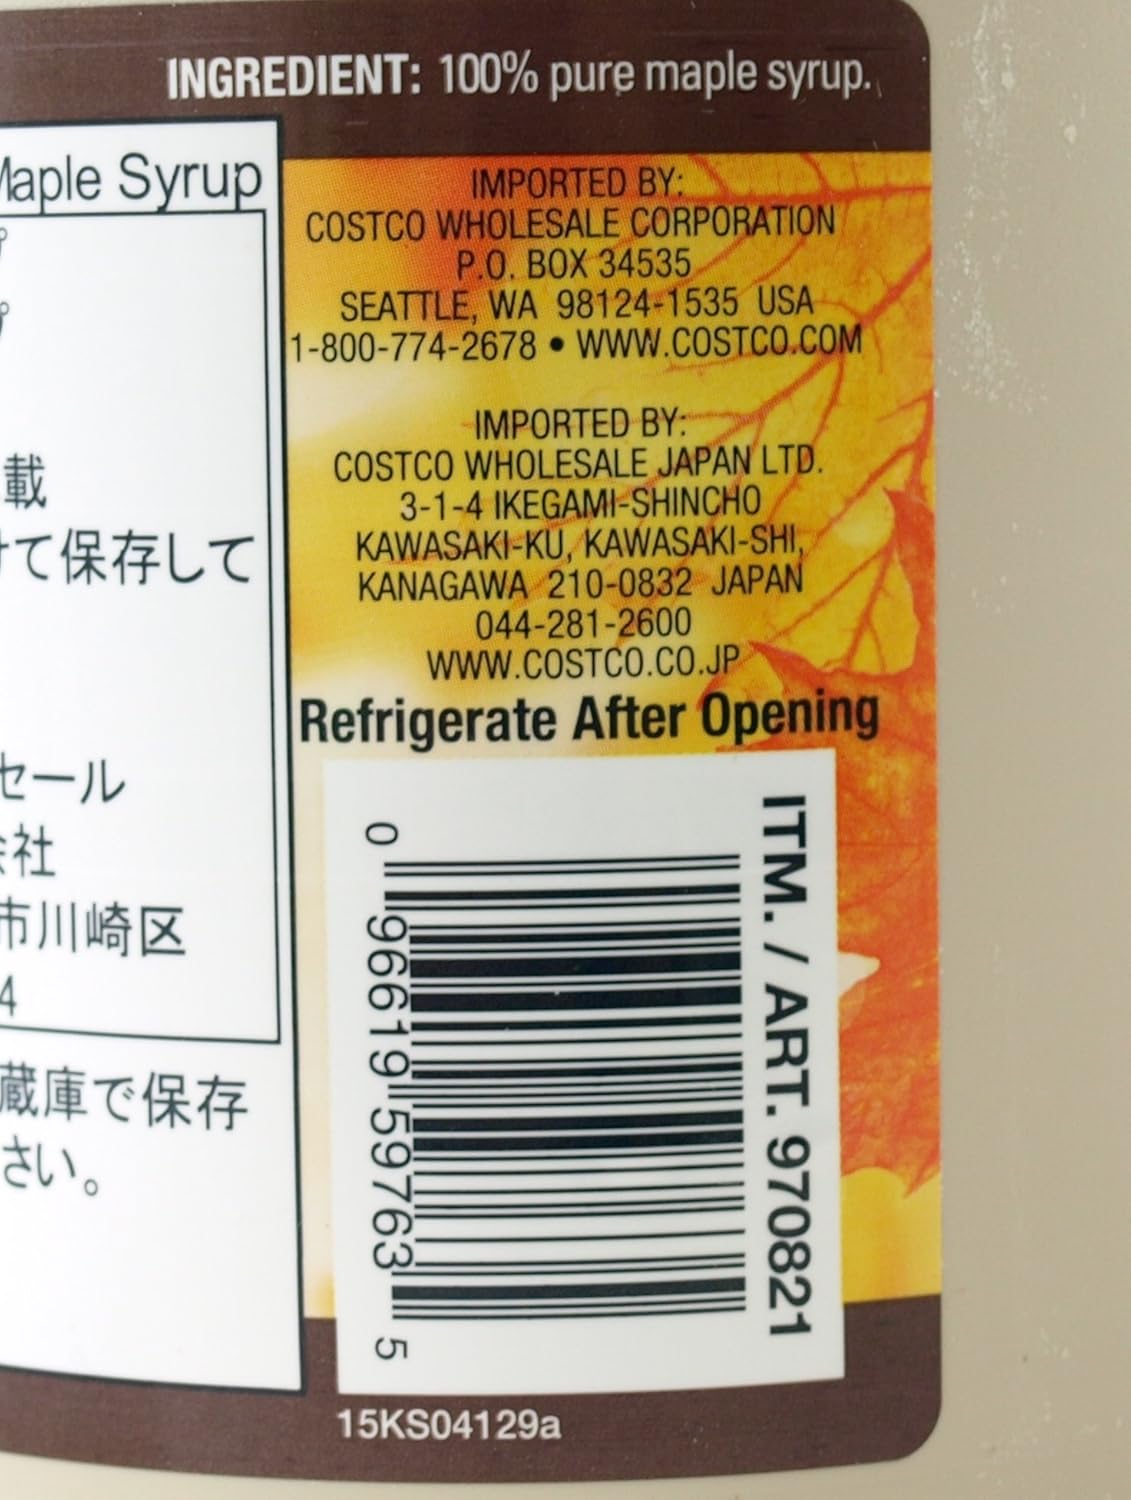 INGREDIENT: 100% pure maple syrup.
Maple Syrup
載
けて保存して
セール
会社
市川崎区
4
蔵庫で保存
さい。
IMPORTED BY:
COSTCO WHOLESALE CORPORATION
P.O. BOX 34535
SEATTLE, WA 98124-1535 USA
1-800-774-2678 • WWW.COSTCO.COM
IMPORTED BY:
COSTCO WHOLESALE JAPAN LTD.
3-1-4 IKEGAMI-SHINCHO
KAWASAKI-KU, KAWASAKI-SHI,
KANAGAWA 210-0832 JAPAN
044-281-2600
WWW.COSTCO.CO.JP
Refrigerate After Opening
0 96619 59763 5
ITM. / ART. 970821
15KS04129a